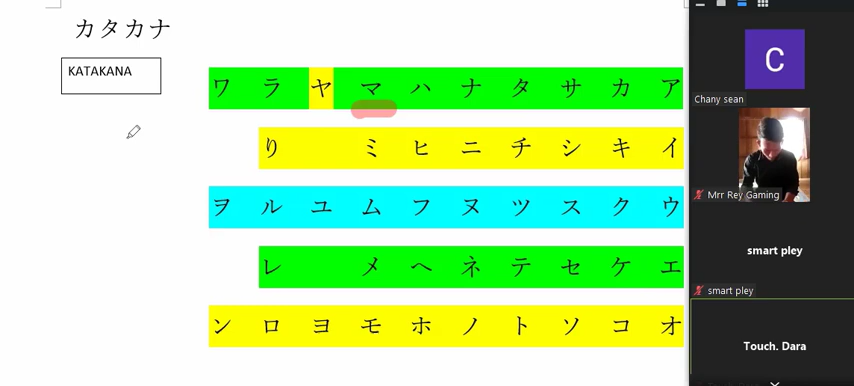 カタカナ
KATAKANA
ワ ラ ヤ マ ハ ナ タ サ カ ア
り ミ ヒ ニ チ シ キ イ
ヲ ル ユ ム フ ヌ ツ ス ク ウ
レ メ ヘ ネ テ セ ケ エ
ン ロ ヨ モ ホ ノ ト ソ コ オ
C
Chany sean
Mrr Rey Gaming
smart pley
smart pley
Touch. Dara